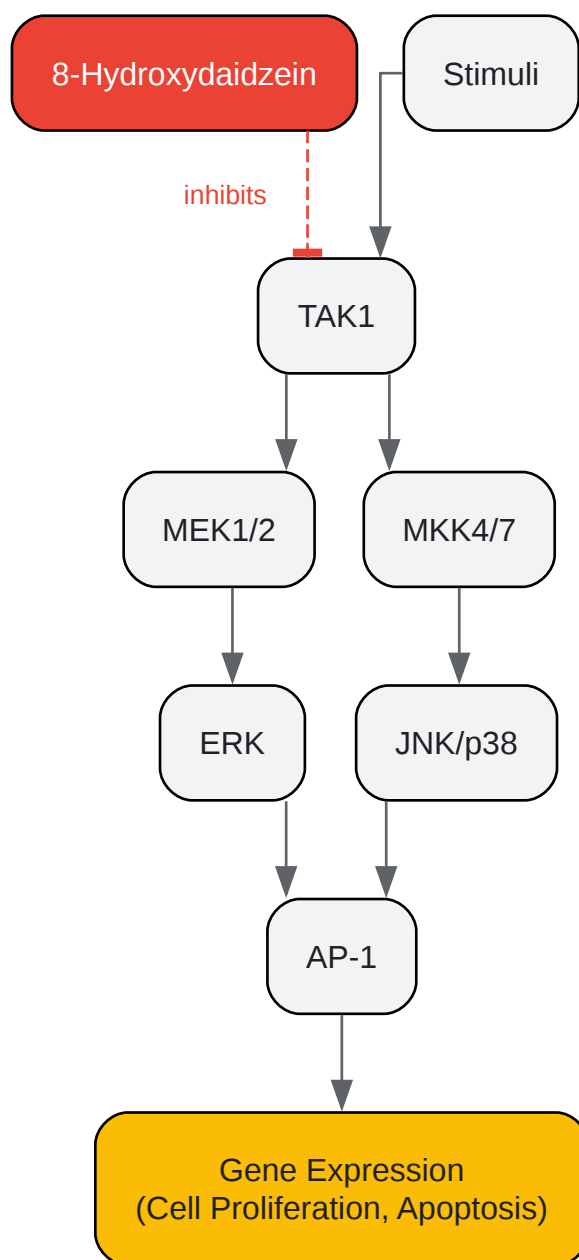 8-Hydroxydaidzein
Stimuli
inhibits
TAK1
MEK1/2
MKK4/7
ERK
JNK/p38
AP-1
Gene Expression
(Cell Proliferation, Apoptosis)